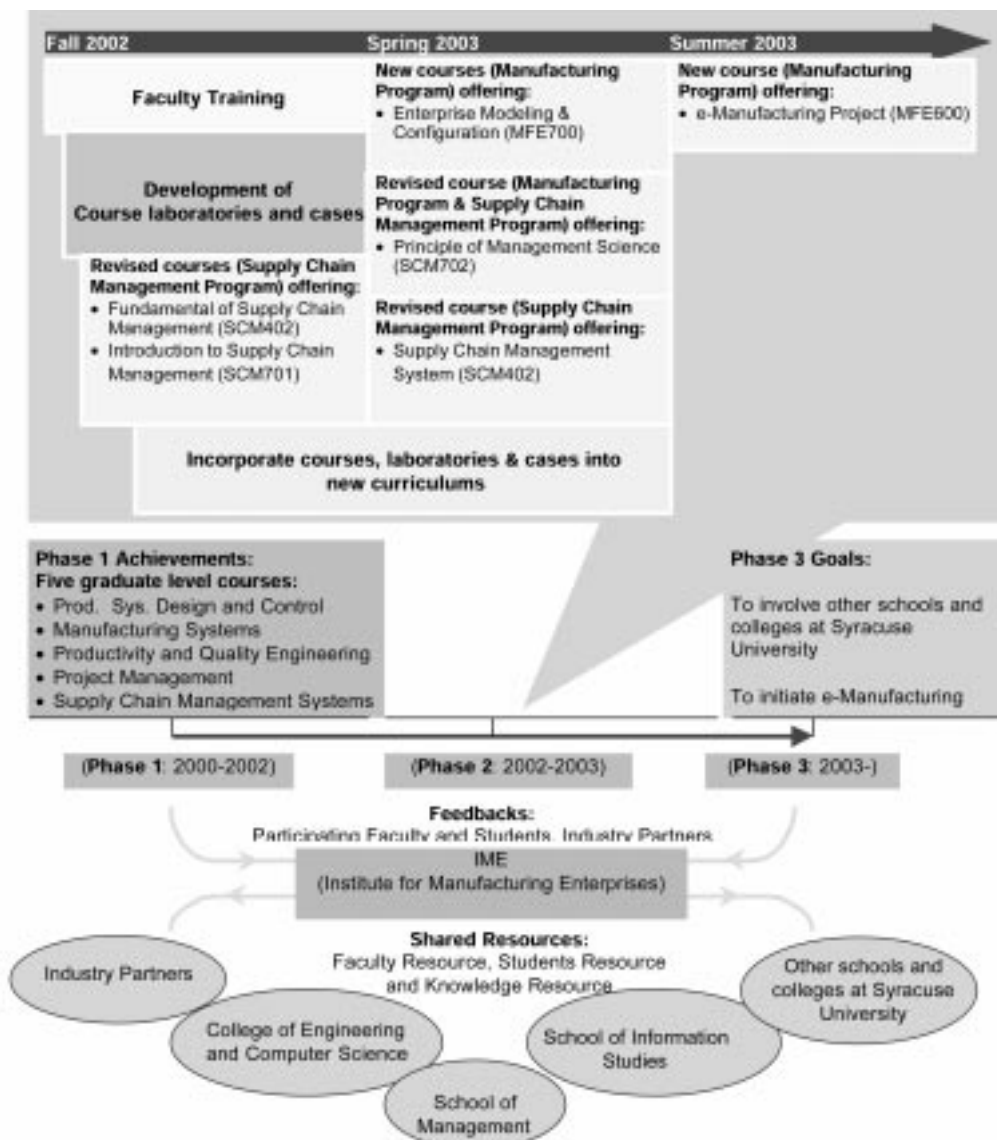 Fall 2002
Spring 2003
Summer 2003
Faculty Training
New courses (Manufacturing
Program) offering:
• Enterprise Modeling &
Configuration (MFE700)
New course (Manufacturing
Program) offering:
• e-Manufacturing Project (MFE600)
Development of
Course laboratories and cases
Revised course (Manufacturing
Program & Supply Chain
Management Program) offering:
• Principle of Management Science
(SCM702)
Revised courses (Supply Chain
Management Program) offering:
• Fundamental of Supply Chain
Management (SCM402)
• Introduction to Supply Chain
Management (SCM701)
Revised course (Supply Chain
Management Program) offering:
• Supply Chain Management
System (SCM402)
Incorporate courses, laboratories & cases into
new curriculums
Phase 1 Achievements:
Five graduate level courses:
• Prod. Sys. Design and Control
• Manufacturing Systems
• Productivity and Quality Engineering
• Project Management
• Supply Chain Management Systems
Phase 3 Goals:
To involve other schools and
colleges at Syracuse
University
To initiate e-Manufacturing
(Phase 1: 2000-2002)
(Phase 2: 2002-2003)
(Phase 3: 2003-)
Feedbacks:
Participating Faculty and Students, Industry Partners
IME
(Institute for Manufacturing Enterprises)
Shared Resources:
Faculty Resource, Students Resource
and Knowledge Resource
Industry Partners
College of Engineering
and Computer Science
School of
Management
School of Information
Studies
Other schools and
colleges at Syracuse
University